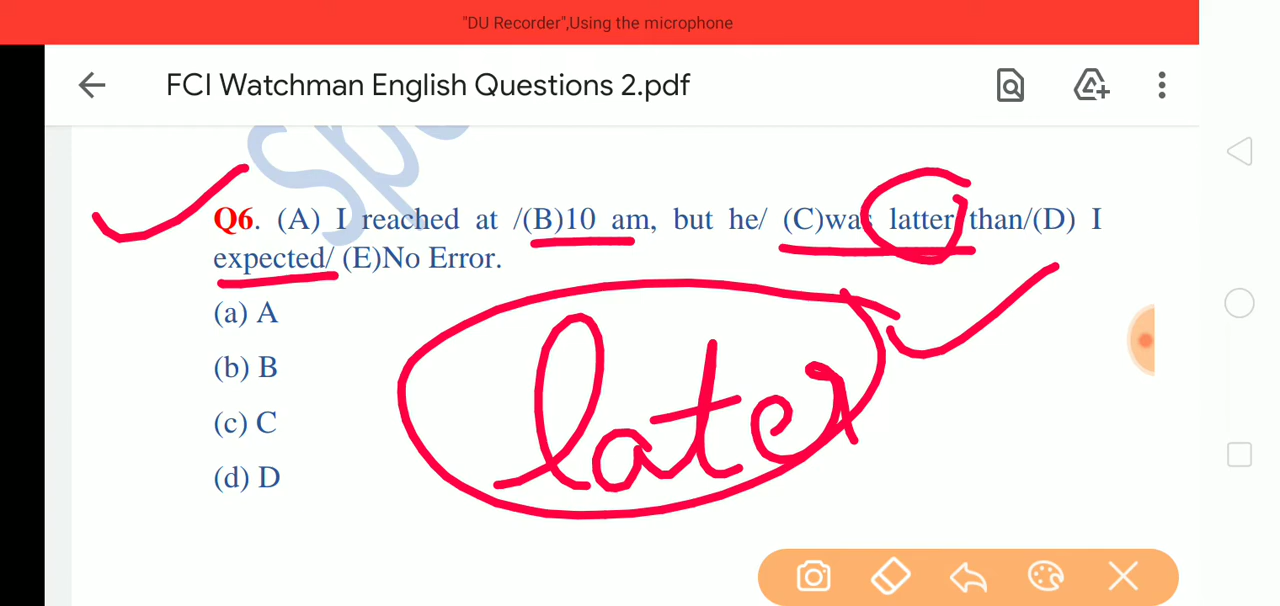 "DU Recorder",Using the microphone
FCI Watchman English Questions 2.pdf
Q6. (A) I reached at /(B)10 am, but he/ (C)was latter than/(D) I
expected/ (E)No Error.
(a) A
(b) B
(c) C
(d) D
later